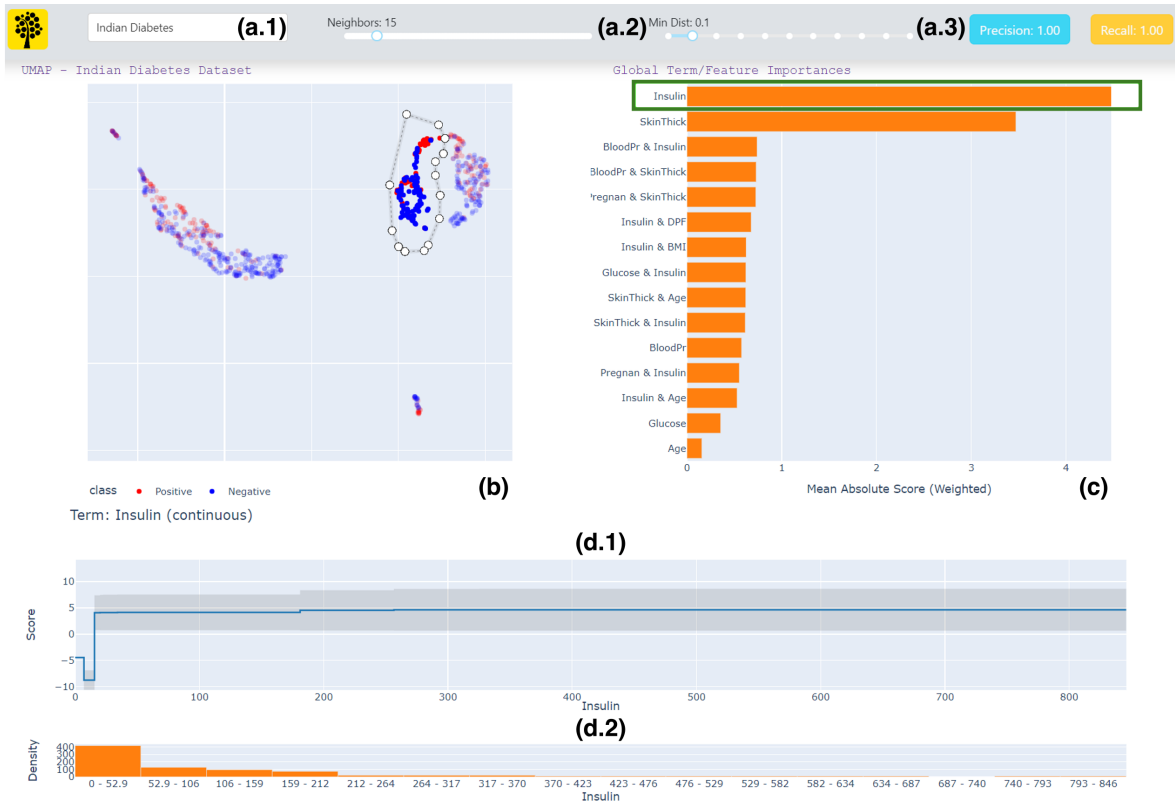 Indian Diabetes
(a.1)
Neighbors: 15
(a.2)
Min Dist: 0.1
(a.3)
Precision: 1.00
Recall: 1.00
UMAP - Indian Diabetes Dataset
Global Term/Feature Importances
Insulin
SkinThick
BloodPr & Insulin
BloodPr & SkinThick
Pregnan & SkinThick
Insulin & DPF
Insulin & BMI
Glucose & Insulin
SkinThick & Age
SkinThick & Insulin
BloodPr
Pregnan & Insulin
Insulin & Age
Glucose
Age
0 1 2 3 4
Mean Absolute Score (Weighted)
(c)
(b)
class Positive Negative
Term: Insulin (continuous)
(d.1)
Score
10
5
0
−5
−10
0 100 200 300 400 500 600 700 800
Insulin
(d.2)
Density
400
300
200
100
0
0 - 52.9 52.9 - 106 106 - 159 159 - 212 212 - 264 264 - 317 317 - 370 370 - 423 423 - 476 476 - 529 529 - 582 582 - 634 634 - 687 687 - 740 740 - 793 793 - 846
Insulin